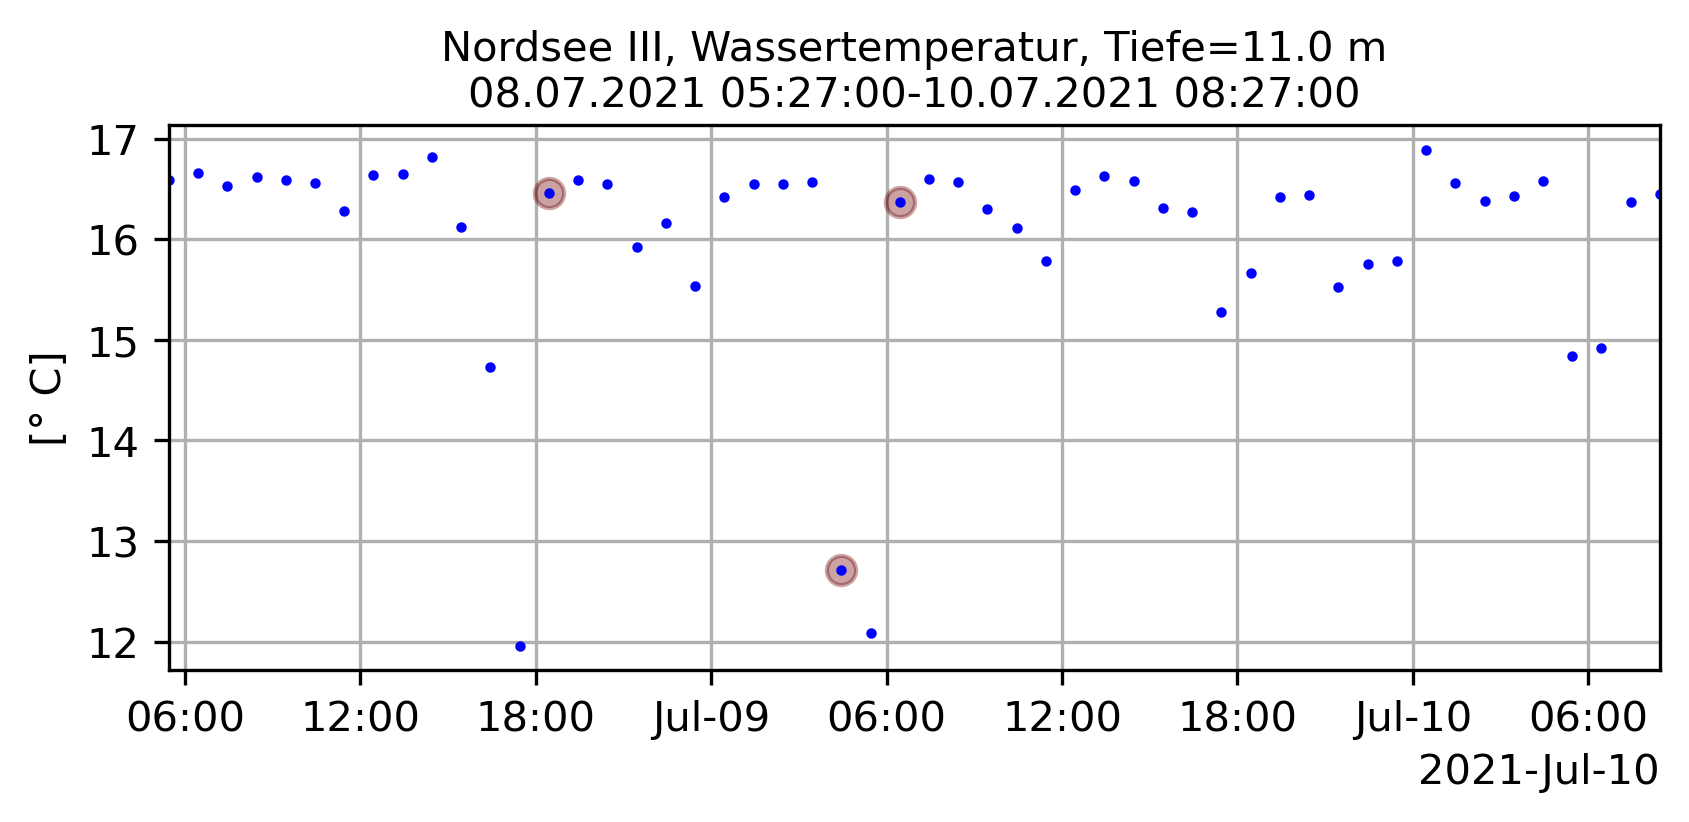 Nordsee III, Wassertemperatur, Tiefe=11.0 m
08.07.2021 05:27:00-10.07.2021 08:27:00
[° C]
17
16
15
14
13
12
06:00 12:00 18:00 Jul-09 06:00 12:00 18:00 Jul-10 06:00
2021-Jul-10